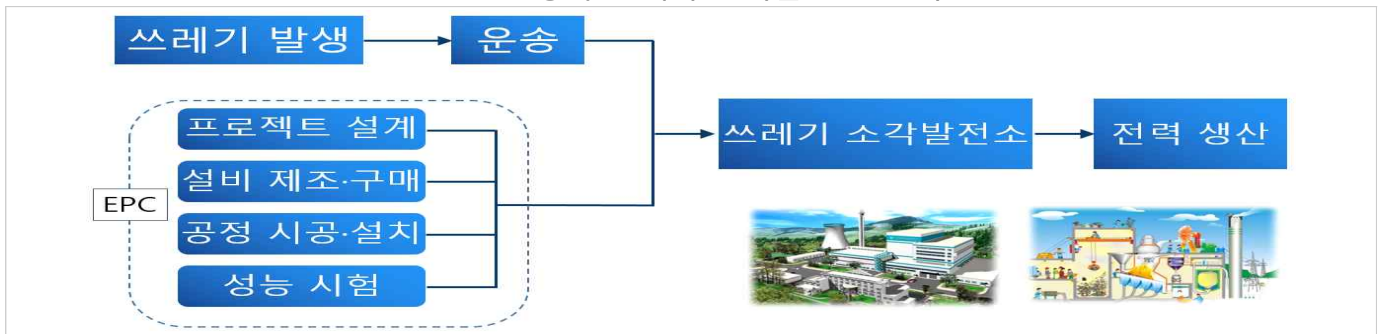 쓰레기 발생
운송
프로젝트 설계
설비 제조·구매
EPC
공정 시공·설치
성능 시험
쓰레기 소각발전소
전력 생산